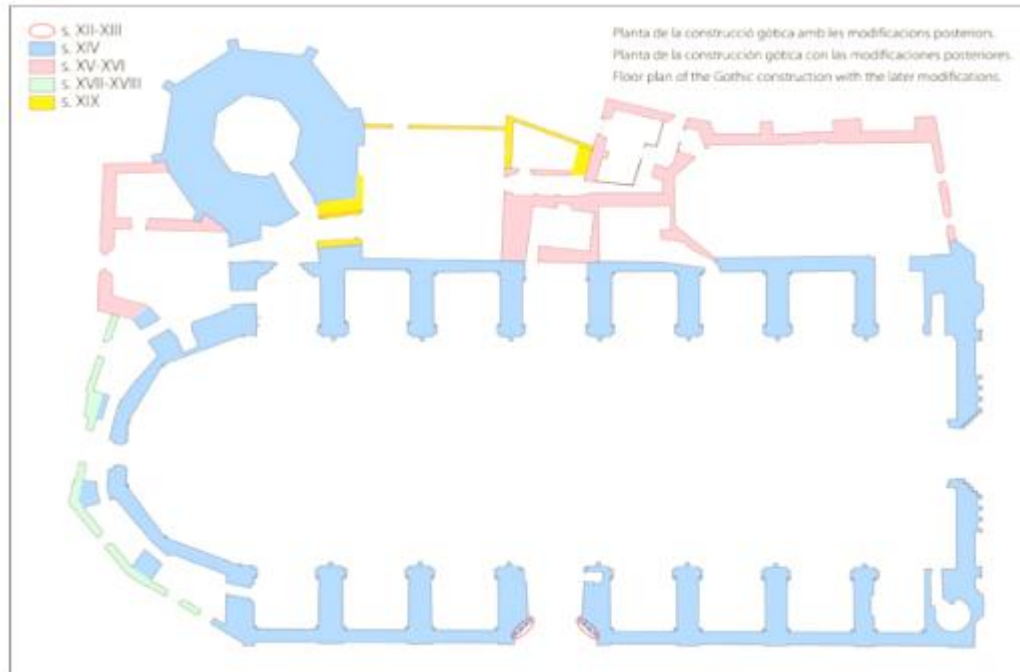 s. XII-XIII
s. XIV
s. XV-XVI
s. XVII-XVIII
s. XIX
Planta de la construcció gòtica amb les modificacions posteriors.
Planta de la construcción gótica con las modificaciones posteriores.
Floor plan of the Gothic construction with the later modifications.